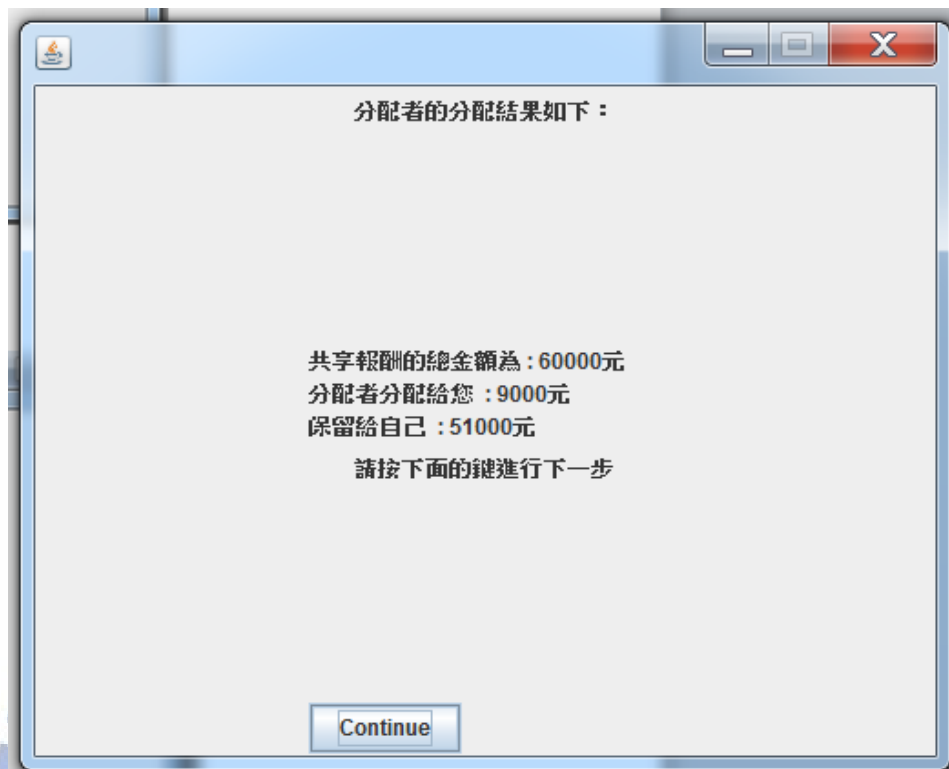 分配者的分配結果如下：
共享報酬的總金額為 : 60000元
分配者分配給您 : 9000元
保留給自己 : 51000元
請按下面的鍵進行下一步
Continue